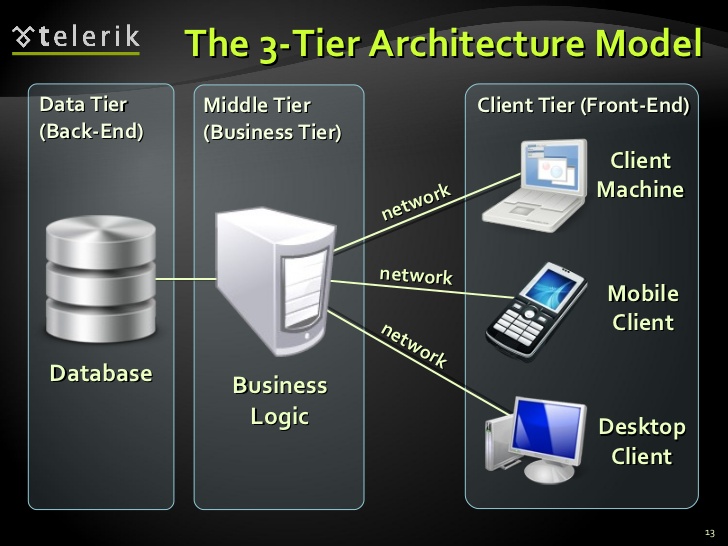 telerik
The 3-Tier Architecture Model
Data Tier
(Back-End)
Middle Tier
(Business Tier)
Client Tier (Front-End)
Database
Business
Logic
network
network
network
Client
Machine
Mobile
Client
Desktop
Client
13